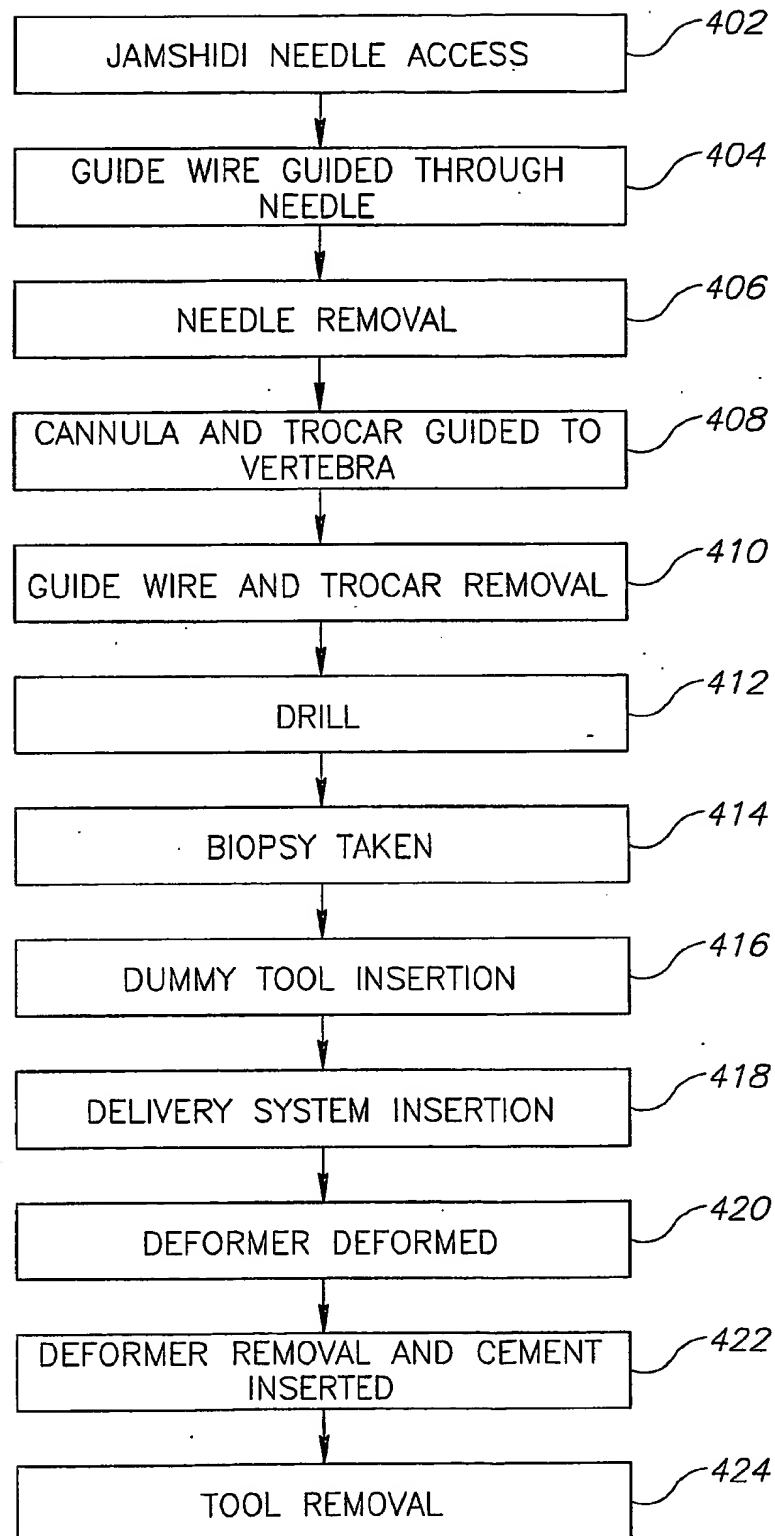 402
JAMSHIDI NEEDLE ACCESS
404
GUIDE WIRE GUIDED THROUGH
NEEDLE
406
NEEDLE REMOVAL
408
CANNULA AND TROCAR GUIDED TO
VERTEBRA
410
GUIDE WIRE AND TROCAR REMOVAL
412
DRILL
414
BIOPSY TAKEN
416
DUMMY TOOL INSERTION
418
DELIVERY SYSTEM INSERTION
420
DEFORMER DEFORMED
422
DEFORMER REMOVAL AND CEMENT
INSERTED
424
TOOL REMOVAL